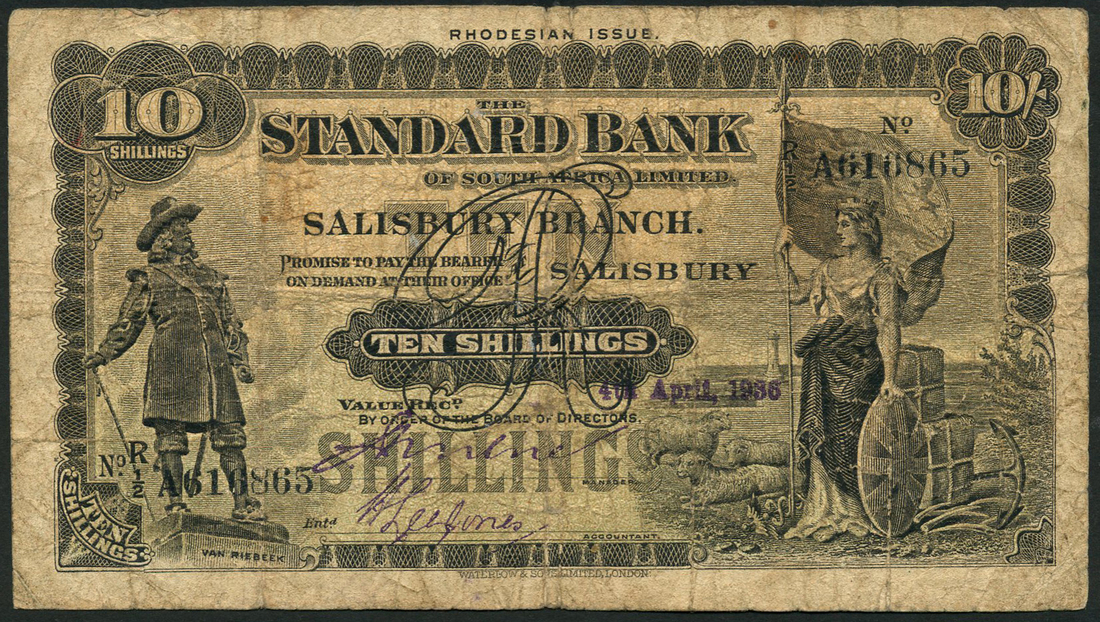 RHODESIAN ISSUE.
10
SHILLINGS
10/-
THE
STANDARD BANK
OF SOUTH AFRICA LIMITED.
Nº
R 1/2 A616865
SALISBURY BRANCH.
PROMISE TO PAY THE BEARER
ON DEMAND AT THEIR OFFICE
SALISBURY
TEN
TEN SHILLINGS
4th April, 1936
VALUE RECD.
BY ORDER OF THE BOARD OF DIRECTORS.
SHILLINGS
MANAGER.
Nº R 1/2 A616865
Entd
ACCOUNTANT.
TEN
SHILLINGS
VAN RIEBEEK
WATERLOW & SONS LIMITED, LONDON.